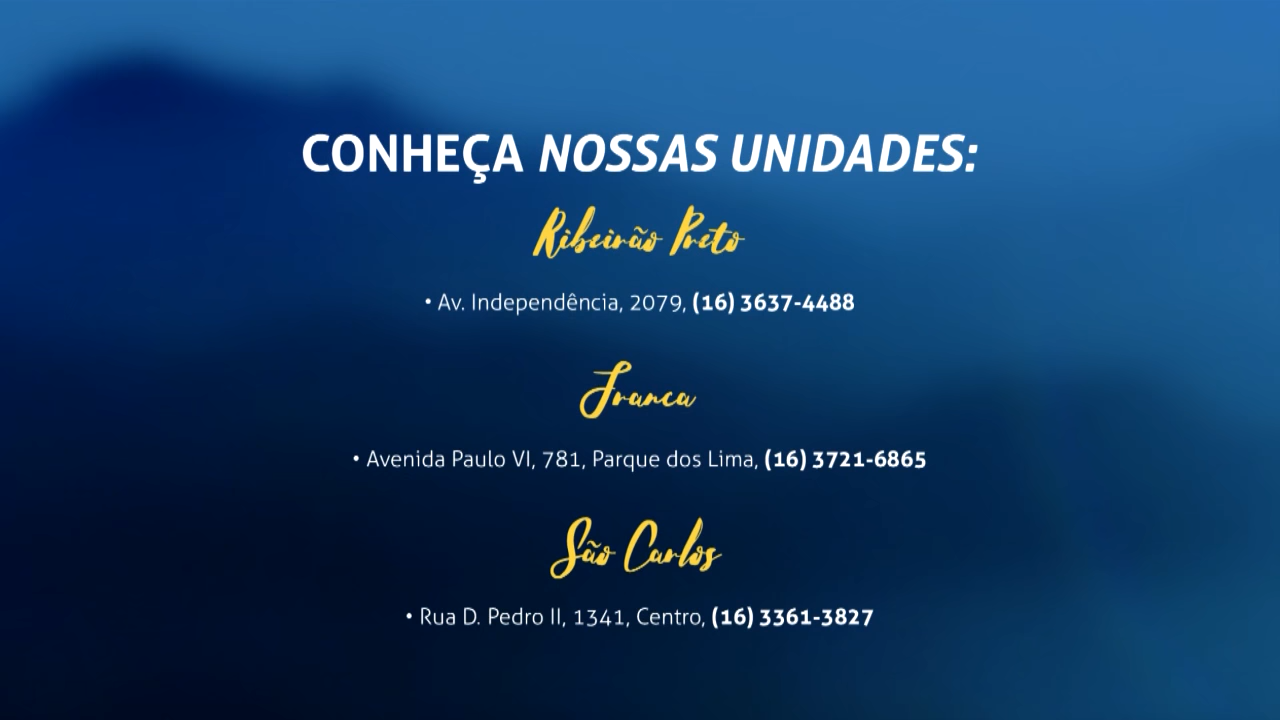 CONHEÇA NOSSAS UNIDADES:
Ribeirão Preto
• Av. Independência, 2079, (16) 3637-4488
Franca
• Avenida Paulo VI, 781, Parque dos Lima, (16) 3721-6865
São Carlos
• Rua D. Pedro II, 1341, Centro, (16) 3361-3827